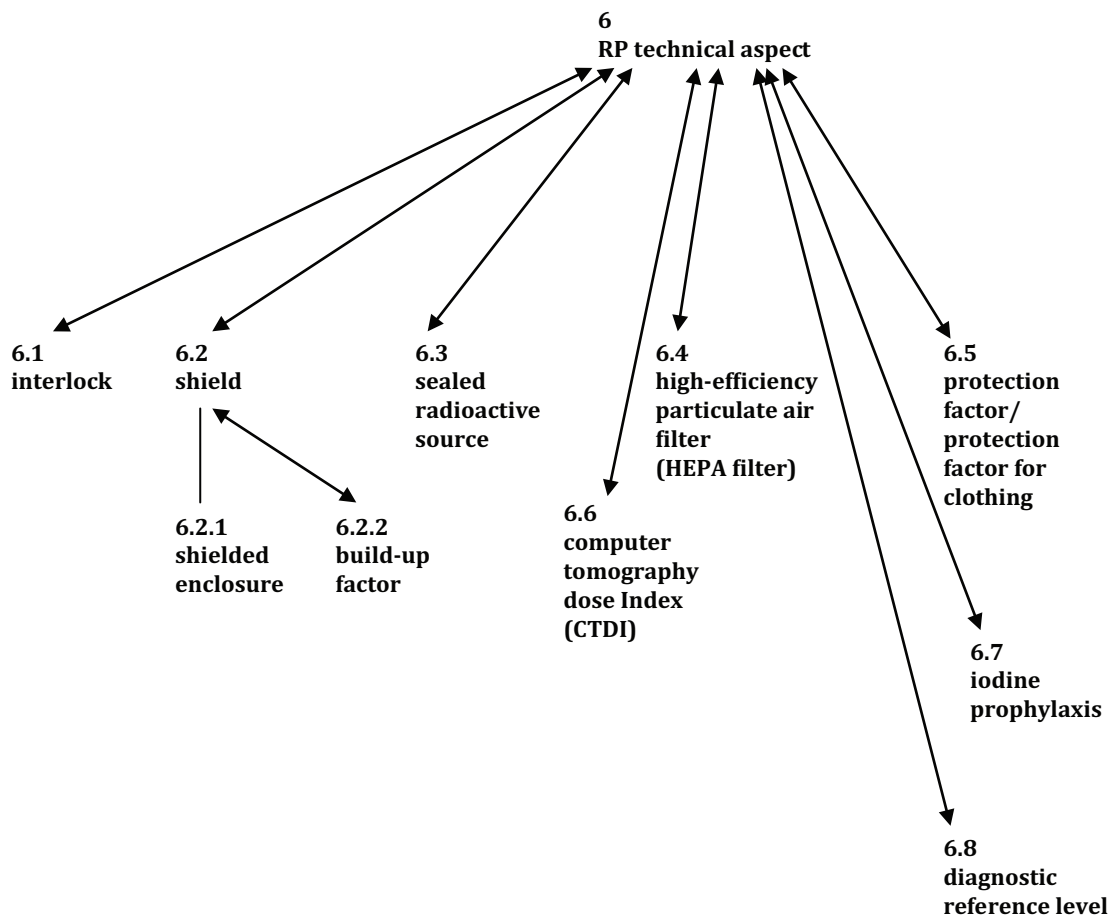 6
RP technical aspect
6.1
interlock
6.2
shield
6.3
sealed
radioactive
source
6.4
high-efficiency
particulate air
filter
(HEPA filter)
6.5
protection
factor/
protection
factor for
clothing
6.2.1
shielded
enclosure
6.2.2
build-up
factor
6.6
computer
tomography
dose Index
(CTDI)
6.7
iodine
prophylaxis
6.8
diagnostic
reference level